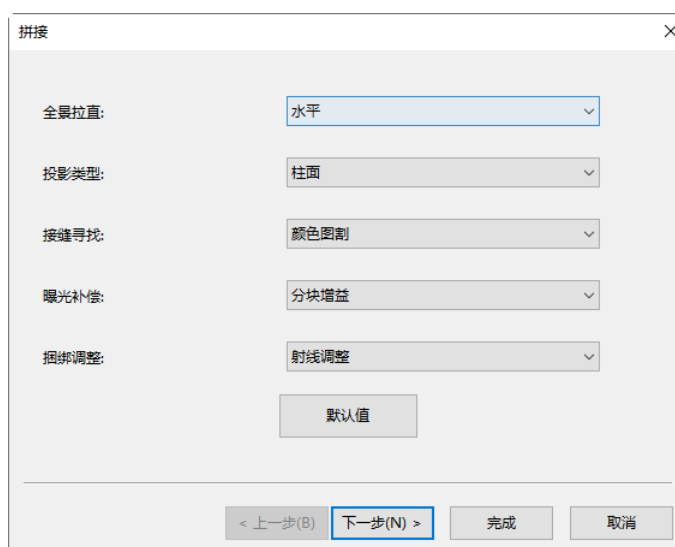 拼接
全景拉直: 水平
投影类型: 柱面
接缝寻找: 颜色图割
曝光补偿: 分块增益
捆绑调整: 射线调整
默认值
< 上一步(B) 下一步(N) > 完成 取消